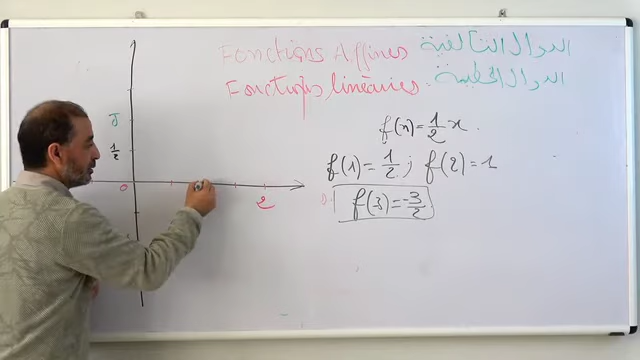 Fonctions Affines الدوال التآلفية
Fonctions linéaires. الدوال الخطية
f(x)=1/2 x.
f(1)=1/2 ; f(2)=1
f(3)=-3/2
J
1/2
0